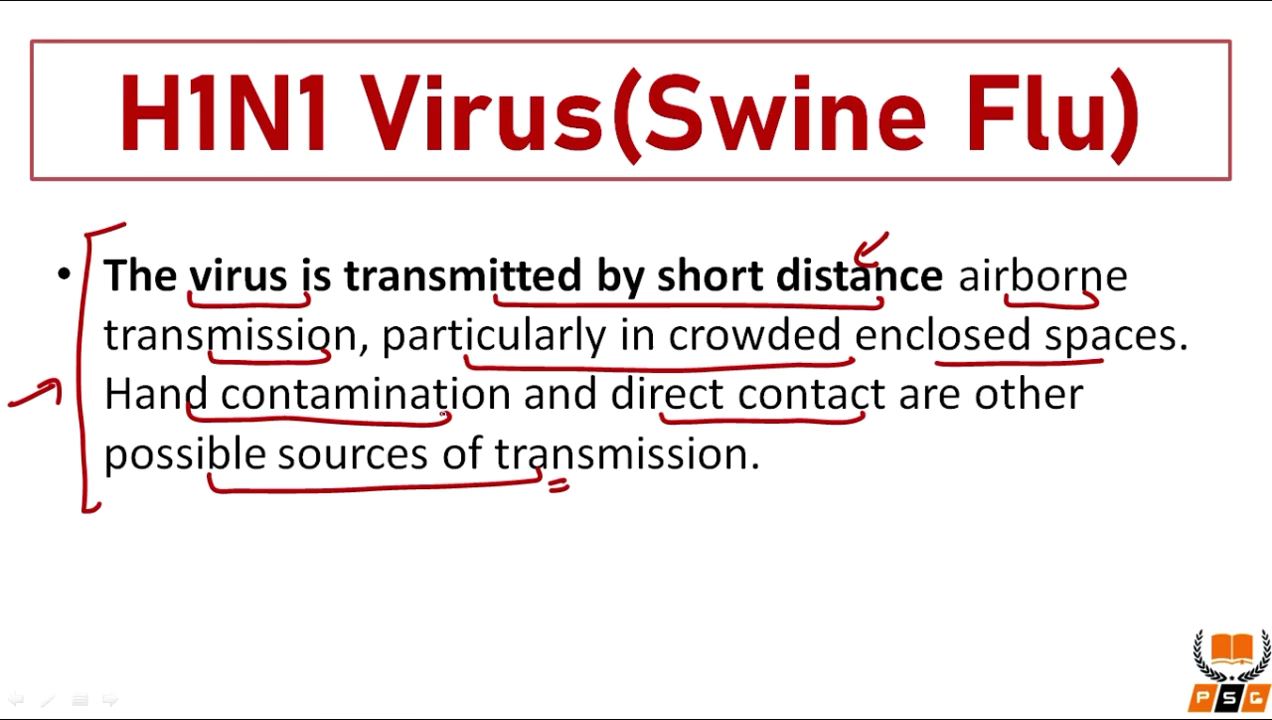 H1N1 Virus(Swine Flu)
• The virus is transmitted by short distance airborne
transmission, particularly in crowded enclosed spaces.
Hand contamination and direct contact are other
possible sources of transmission.
PSG